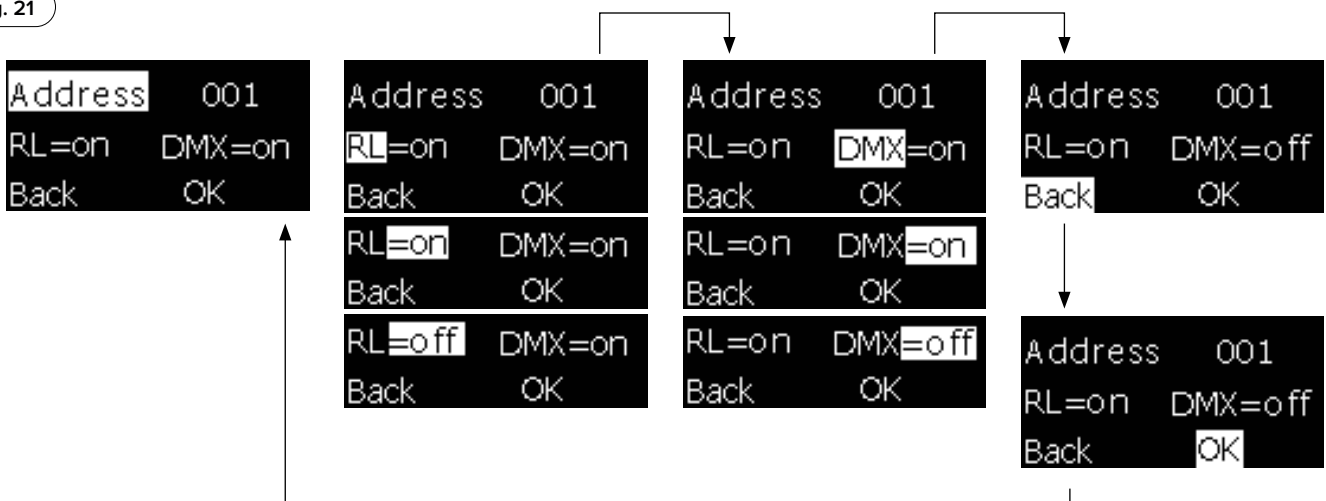 . 21
Address 001
RL=on DMX=on
Back OK
Address 001
RL=on DMX=on
Back OK
RL=on DMX=on
Back OK
RL=off DMX=on
Back OK
Address 001
RL=on DMX=on
Back OK
RL=on DMX=on
Back OK
RL=on DMX=off
Back OK
Address 001
RL=on DMX=off
Back OK
Address 001
RL=on DMX=off
Back OK